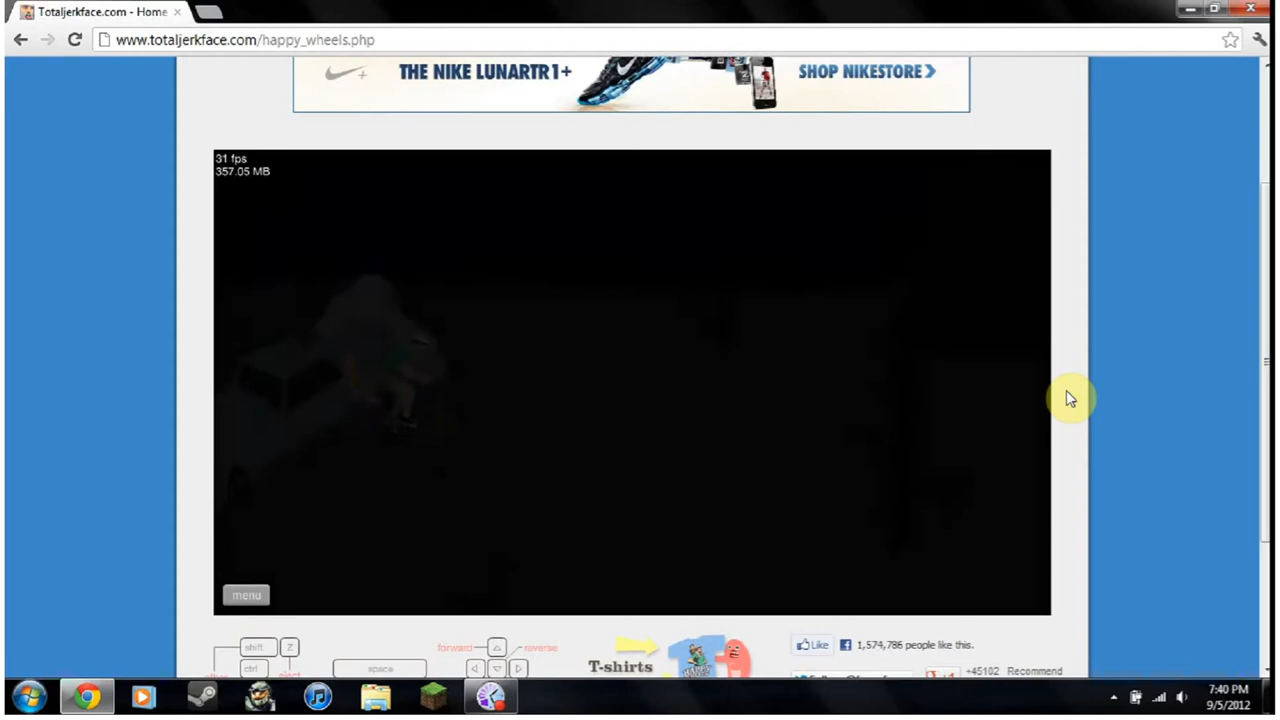 Totaljerkface.com - Home
www.totaljerkface.com/happy_wheels.php
THE NIKE LUNARTR1+
SHOP NIKESTORE
31 fps
357.05 MB
menu
shift Z
ctrl
eject
space
forward
reverse
T-shirts
Like
1,574,786 people like this.
+45102 Recommend
7:40 PM
9/5/2012